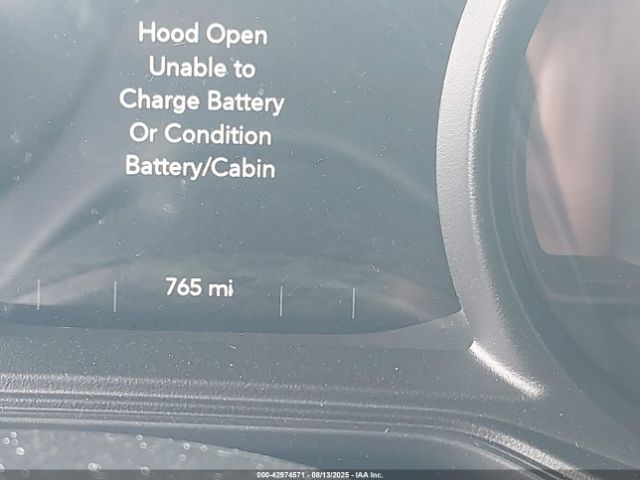 Hood Open
Unable to
Charge Battery
Or Condition
Battery/Cabin
765 mi
000-42974571 - 08/13/2025 - IAA Inc.